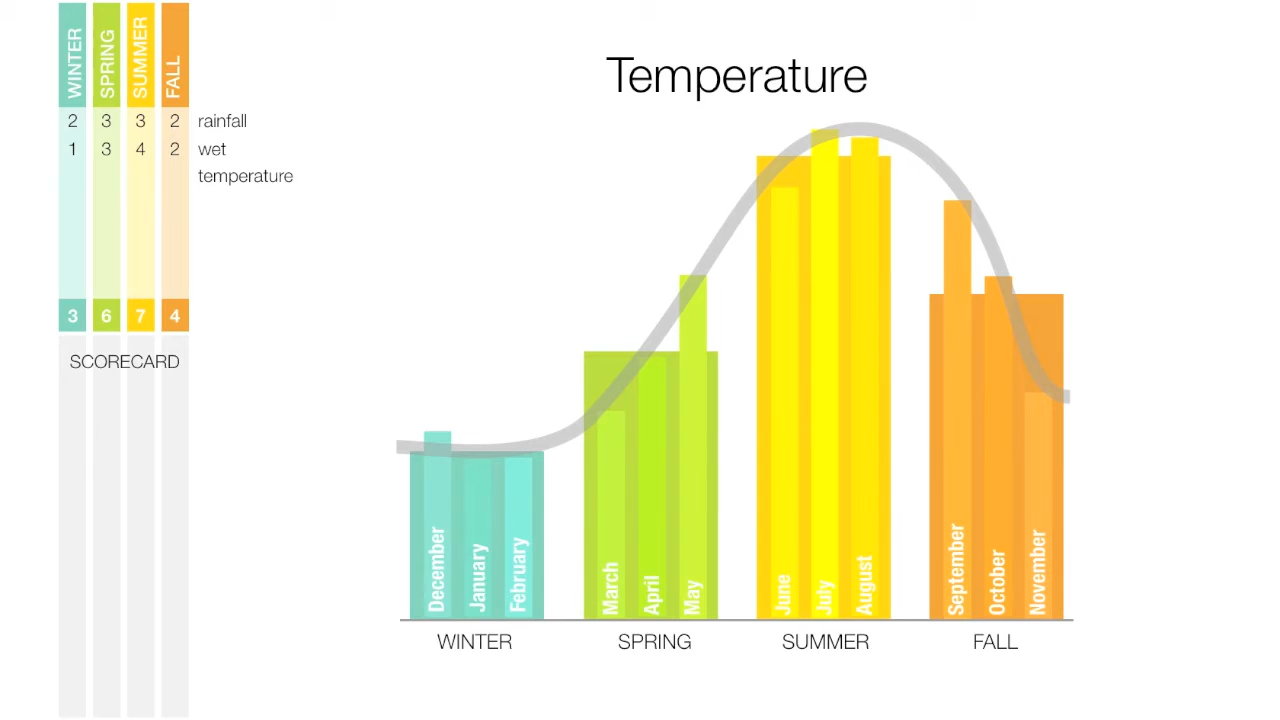 WINTER SPRING SUMMER FALL
Temperature
2 3 3 2 rainfall
1 3 4 2 wet
temperature
3 6 7 4
SCORECARD
December January February March April May June July August September October November
WINTER SPRING SUMMER FALL